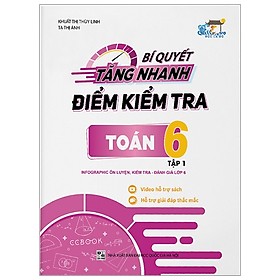 KHUẤT THỊ THÙY LINH
TẠ THỊ ÁNH
BÍ QUYẾT
TĂNG NHANH
ĐIỂM KIỂM TRA
TOÁN 6
TẬP 1
INFOGRAPHIC ÔN LUYỆN, KIỂM TRA - ĐÁNH GIÁ LỚP 6
Video hỗ trợ sách
Hỗ trợ giải đáp thắc mắc
CCBOOK
NHÀ XUẤT BẢN ĐẠI HỌC QUỐC GIA HÀ NỘI